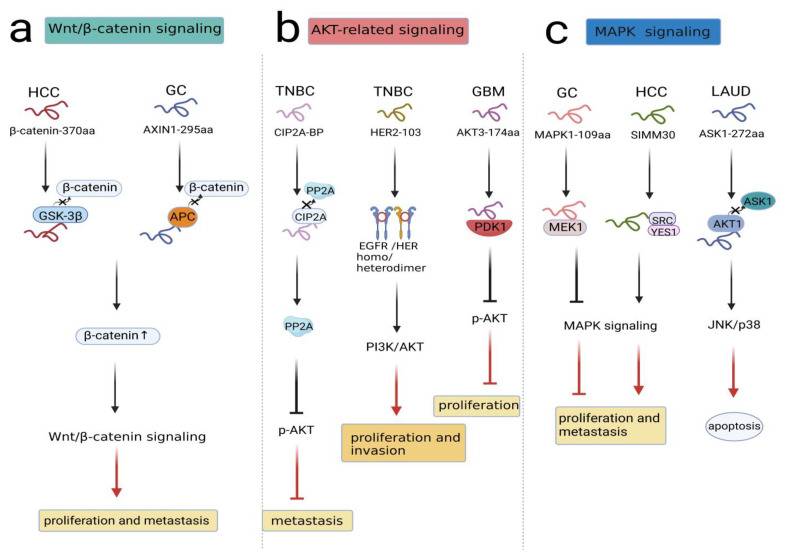 a
Wnt/β-catenin signaling
HCC
GC
β-catenin-370aa
AXIN1-295aa
β-catenin
β-catenin
GSK-3β
APC
β-catenin↑
Wnt/β-catenin signaling
proliferation and metastasis
b
AKT-related signaling
TNBC
TNBC
GBM
CIP2A-BP
HER2-103
AKT3-174aa
PP2A
CIP2A
EGFR /HER
homo/
heterodimer
PDK1
PP2A
PI3K/AKT
p-AKT
proliferation
p-AKT
proliferation and
invasion
metastasis
c
MAPK signaling
GC
HCC
LAUD
MAPK1-109aa
SIMM30
ASK1-272aa
MEK1
SRC
YES1
ASK1
AKT1
MAPK signaling
JNK/p38
proliferation and
metastasis
apoptosis